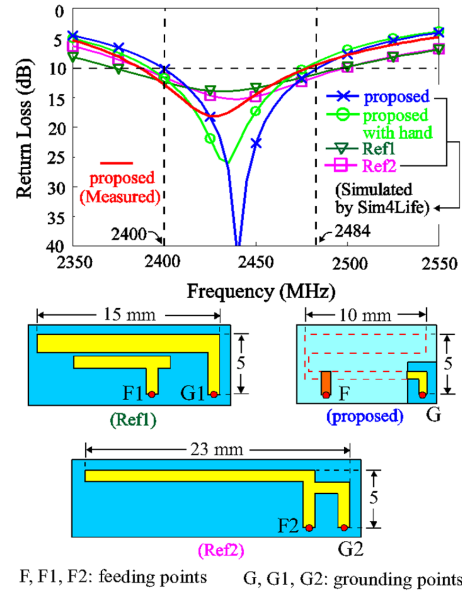 0
5
10
15
20
25
30
35
40
Return Loss (dB)
proposed
proposed
with hand
Ref1
Ref2
(Simulated
by Sim4Life)
proposed
(Measured)
2400
2484
2350
2400
2450
2500
2550
Frequency (MHz)
15 mm
5
F1
G1
(Ref1)
10 mm
5
F
G
(proposed)
23 mm
5
F2
G2
(Ref2)
F, F1, F2: feeding points
G, G1, G2: grounding points